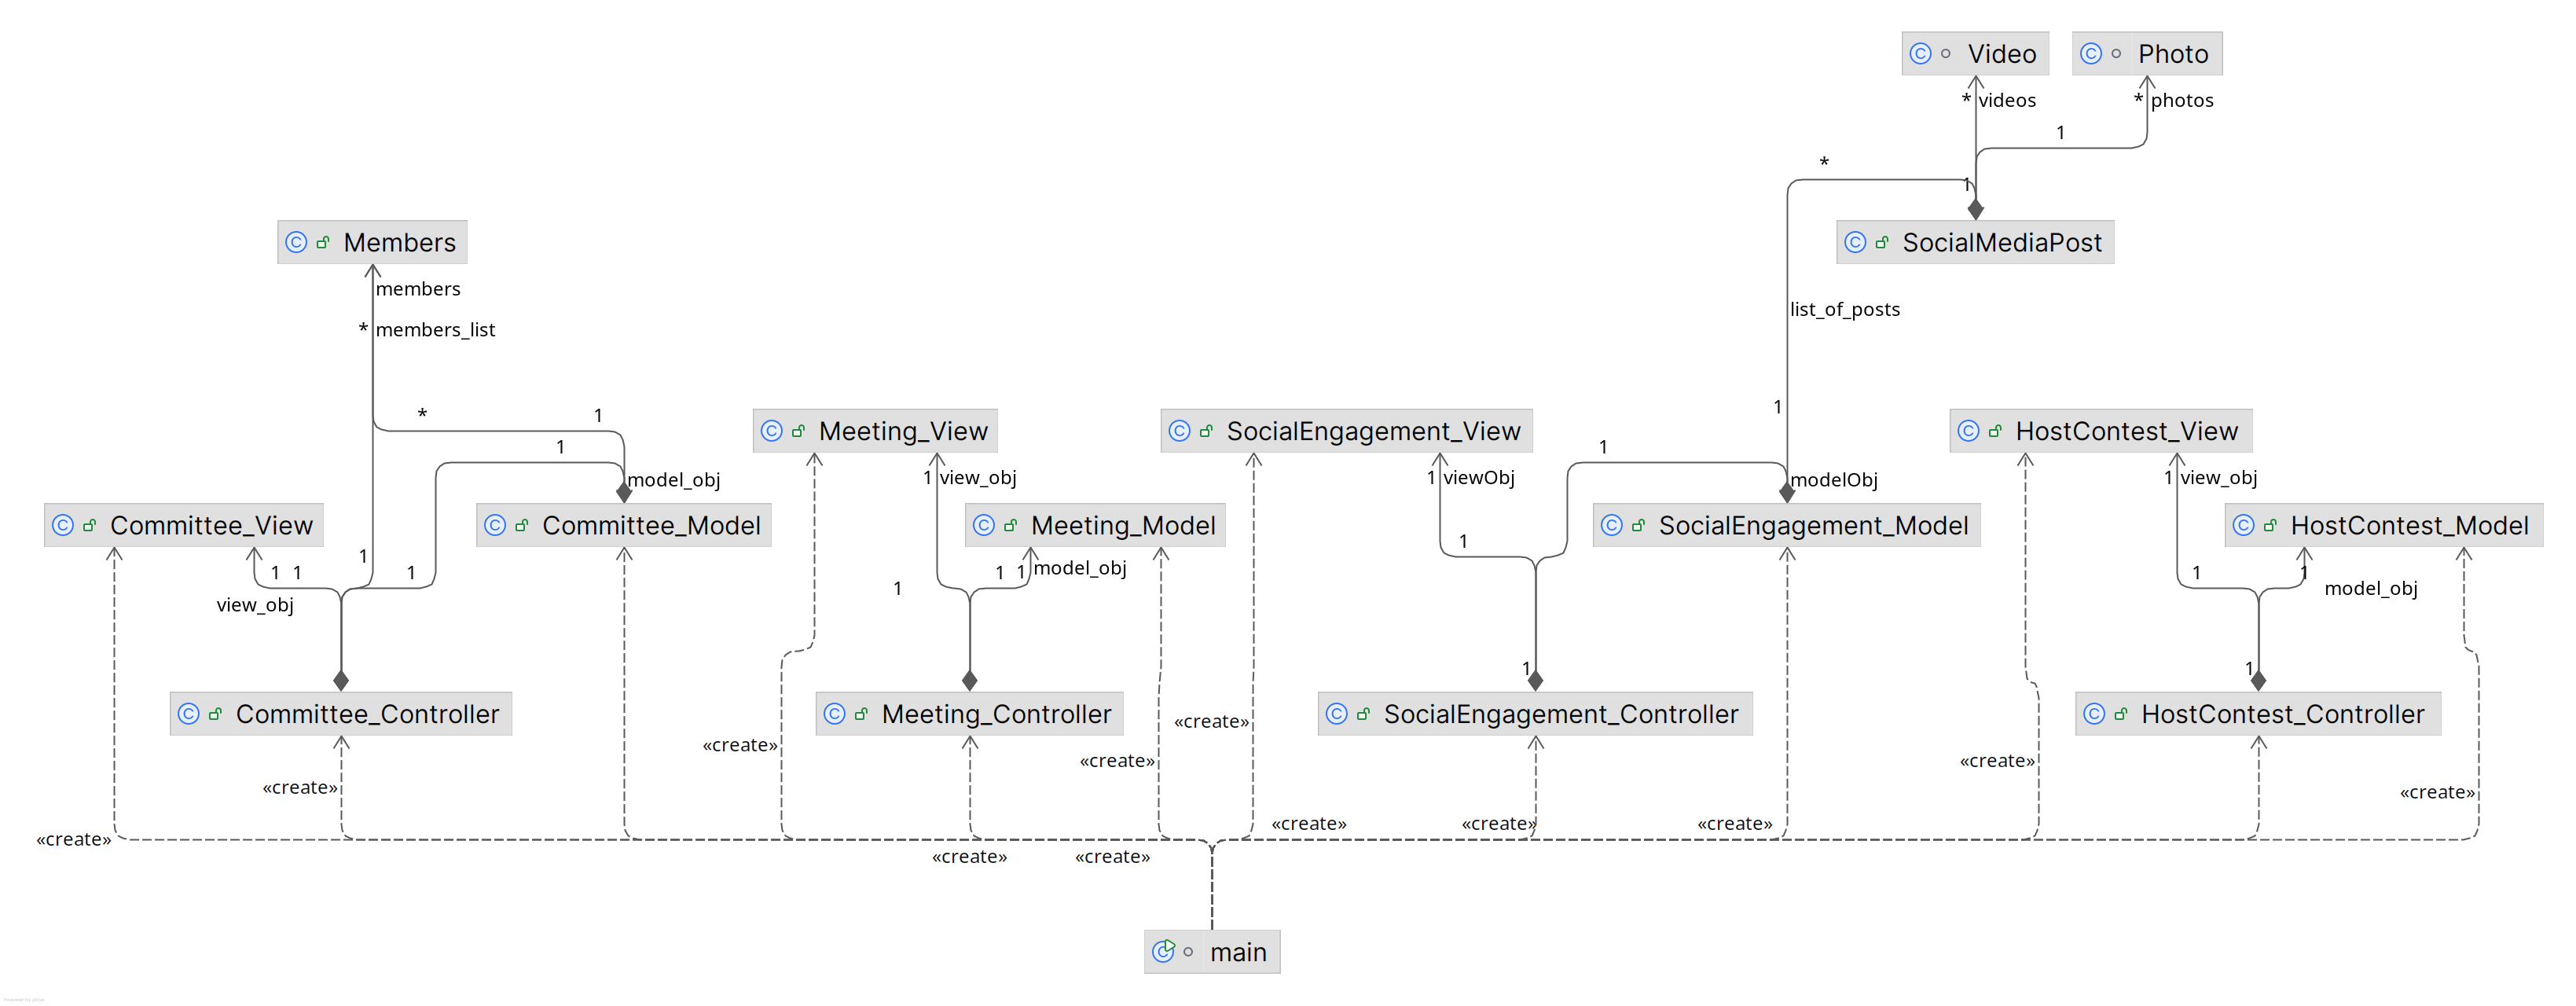 Video
Photo
* videos
* photos
1
*
1
Members
SocialMediaPost
members
* members_list
list_of_posts
* 1
1
Meeting_View
SocialEngagement_View
HostContest_View
1
1
model_obj
1 view_obj
1 viewObj
modelObj
1 view_obj
Committee_View
Committee_Model
Meeting_Model
SocialEngagement_Model
HostContest_Model
1
1
1 1
1
1 1 model_obj
1
1
1
model_obj
view_obj
1
1
Committee_Controller
Meeting_Controller
SocialEngagement_Controller
HostContest_Controller
«create»
«create»
«create»
«create»
«create»
«create»
«create»
«create»
«create»
«create»
«create»
«create»
main
Powered by yFiles